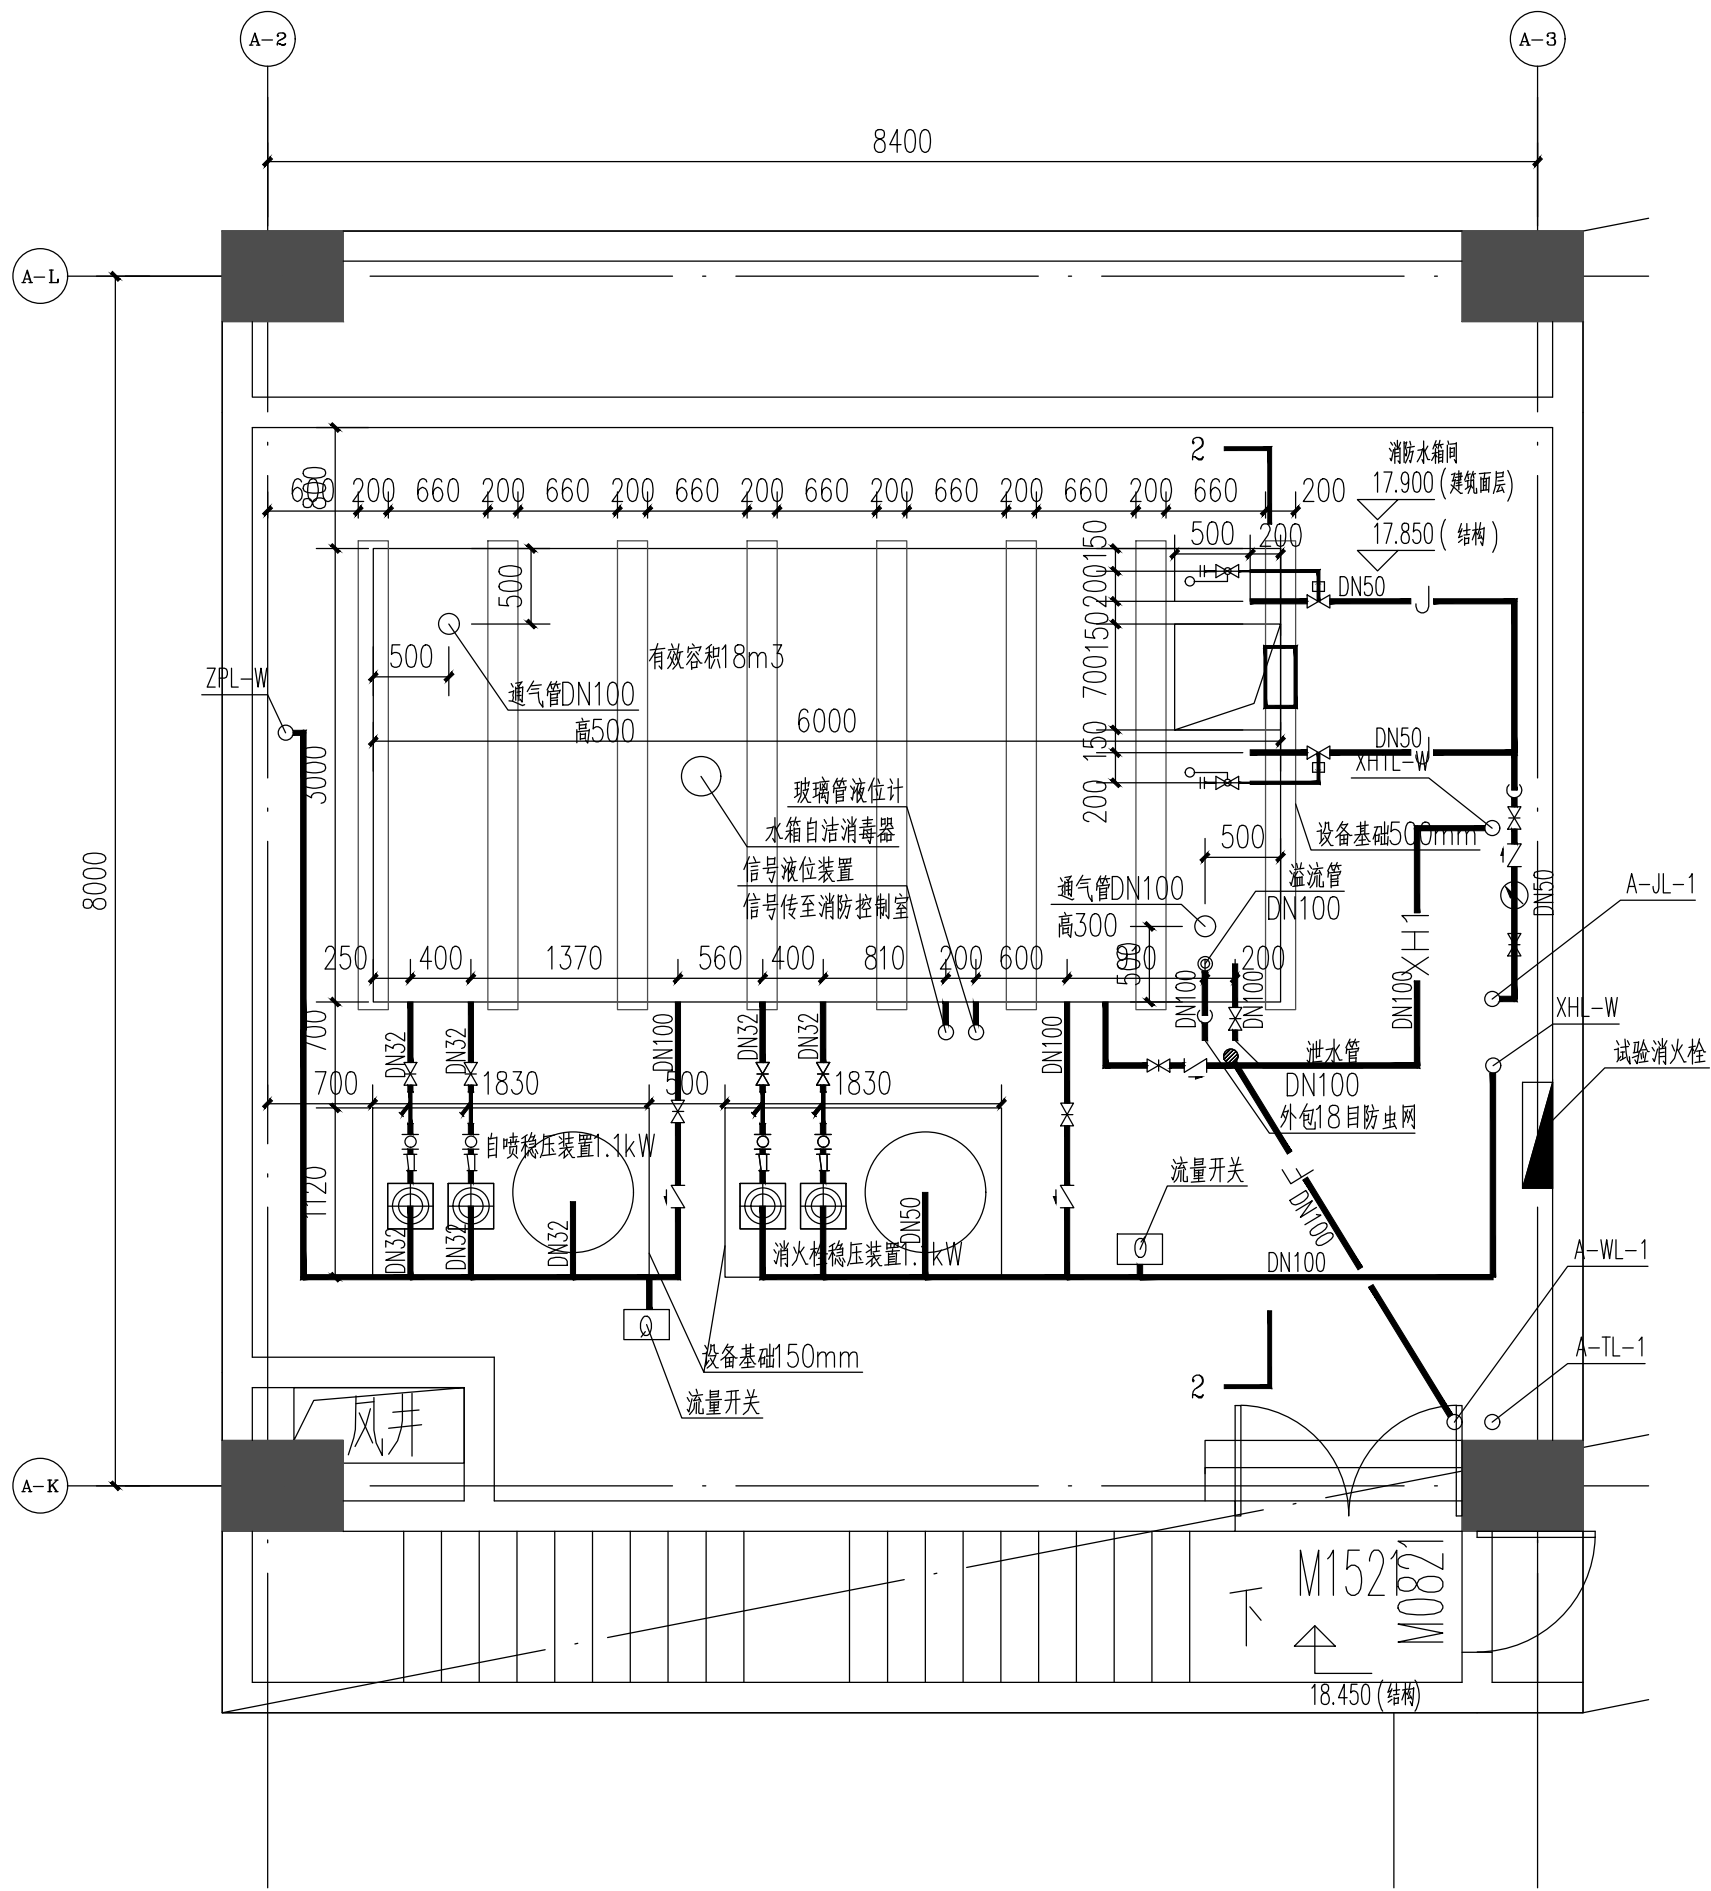 A-2
A-3
8400
A-L
8000
2
消防水箱间
17.900(建筑面层)
17.850(结构)
800
600
200
660
200
660
200
660
200
660
200
660
200
660
200
660
200
500
200
150
200
150
700
150
200
DN50
500
500
有效容积18m3
ZPL-W
通气管DN100
高500
6000
3000
DN50
XHTL-W
玻璃管液位计
水箱自洁消毒器
信号液位装置
信号传至消防控制室
设备基础500mm
500
溢流管
DN100
通气管DN100
高300
A-JL-1
DN50
XH1
250
400
1370
560
400
810
200
600
500
200
DN100
DN100
DN100
XHL-W
700
DN32
DN32
DN100
DN32
DN32
DN100
泄水管
DN100
外包18目防虫网
试验消火栓
700
1830
500
1830
自喷稳压装置1.1kW
1120
流量开关
DN32
DN32
DN32
DN50
消火栓稳压装置1.1kW
DN100
DN100
A-WL-1
设备基础150mm
流量开关
2
A-TL-1
风井
A-K
M1521
M0821
下
18.450(结构)